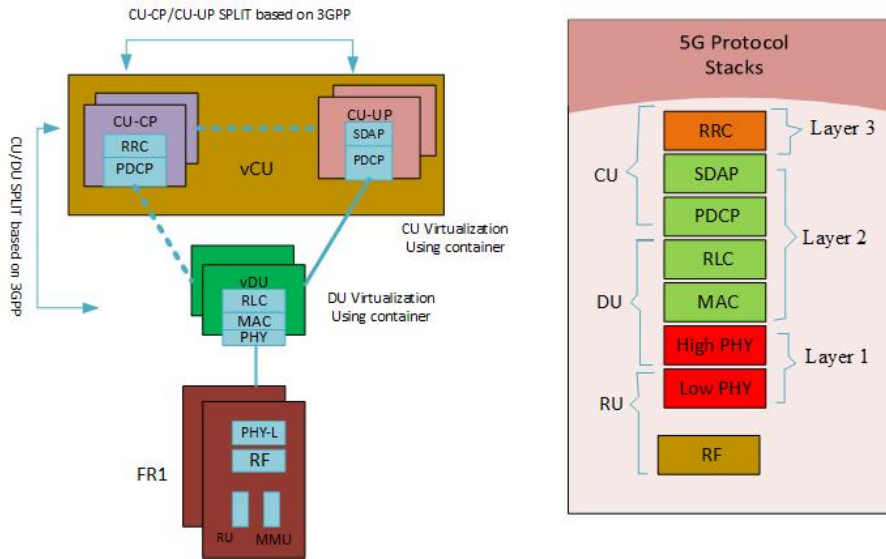 CU-CP/CU-UP SPLIT based on 3GPP
CU/DU SPLIT based on 3GPP
CU-CP
RRC
PDCP
CU-UP
SDAP
PDCP
vCU
CU Virtualization
Using container
vDU
RLC
MAC
PHY
DU Virtualization
Using container
FR1
PHY-L
RF
RU
MMU
5G Protocol
Stacks
CU
RRC
Layer 3
SDAP
PDCP
Layer 2
DU
RLC
MAC
High PHY
Layer 1
RU
Low PHY
RF